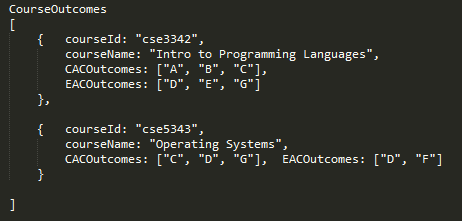 CourseOutcomes
[
    {   courseId: "cse3342",
        courseName: "Intro to Programming Languages",
        CACOutcomes: ["A", "B", "C"],
        EACOutcomes: ["D", "E", "G"]
    },
    {   courseId: "cse5343",
        courseName: "Operating Systems",
        CACOutcomes: ["C", "D", "G"],  EACOutcomes: ["D", "F"]
    }
]